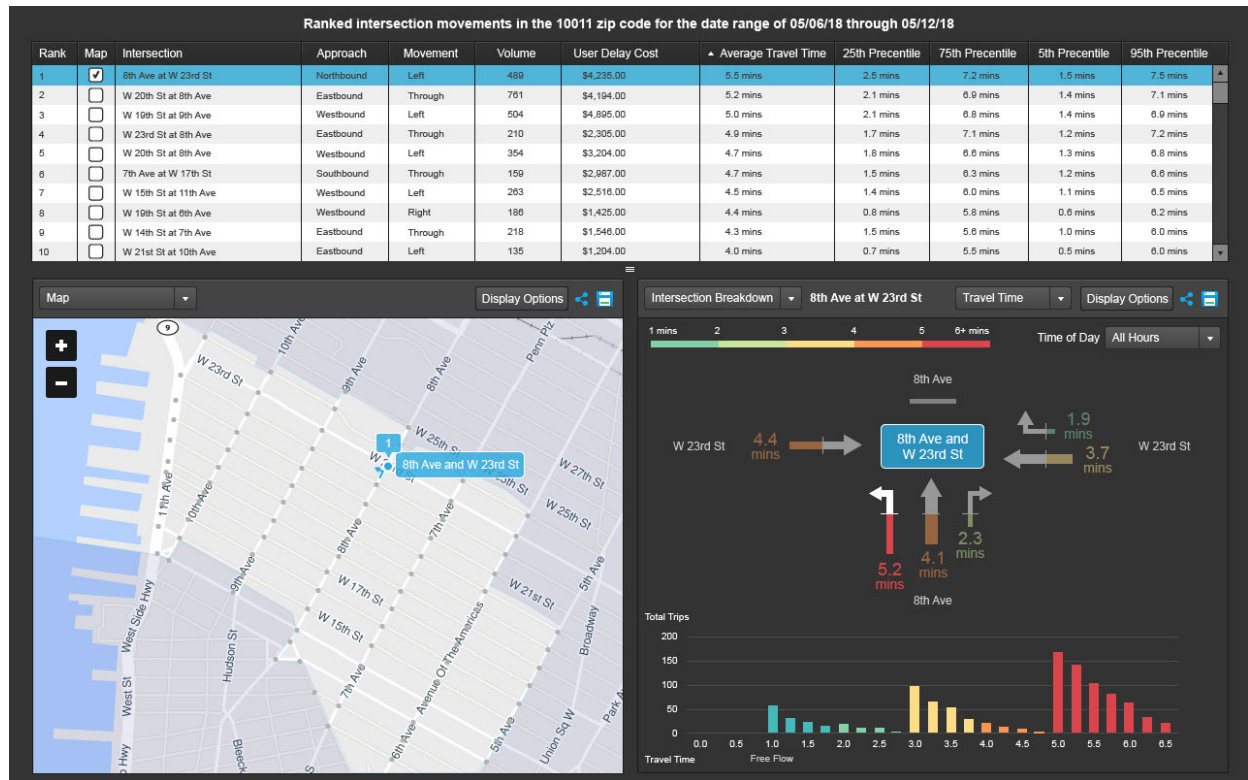 Ranked intersection movements in the 10011 zip code for the date range of 05/06/18 through 05/12/18
Rank Map Intersection Approach Movement Volume User Delay Cost Average Travel Time 25th Precentile 75th Precentile 5th Precentile 95th Precentile
1 8th Ave at W 23rd St Northbound Left 489 $4,235.00 5.5 mins 2.5 mins 7.2 mins 1.5 mins 7.5 mins
2 W 20th St at 8th Ave Eastbound Through 761 $4,194.00 5.2 mins 2.1 mins 6.9 mins 1.4 mins 7.1 mins
3 W 19th St at 9th Ave Westbound Left 504 $4,895.00 5.0 mins 2.1 mins 6.8 mins 1.4 mins 6.9 mins
4 W 23rd St at 8th Ave Eastbound Through 210 $2,305.00 4.9 mins 1.7 mins 7.1 mins 1.2 mins 7.2 mins
5 W 20th St at 8th Ave Westbound Left 354 $3,204.00 4.7 mins 1.8 mins 6.6 mins 1.3 mins 6.8 mins
6 7th Ave at W 17th St Southbound Through 159 $2,987.00 4.7 mins 1.5 mins 6.3 mins 1.2 mins 6.6 mins
7 W 15th St at 11th Ave Westbound Left 263 $2,516.00 4.5 mins 1.4 mins 6.0 mins 1.1 mins 6.5 mins
8 W 19th St at 6th Ave Westbound Right 186 $1,425.00 4.4 mins 0.8 mins 5.8 mins 0.6 mins 6.2 mins
9 W 14th St at 7th Ave Eastbound Through 218 $1,546.00 4.3 mins 1.5 mins 5.6 mins 1.0 mins 6.0 mins
10 W 21st St at 10th Ave Eastbound Left 135 $1,204.00 4.0 mins 0.7 mins 5.5 mins 0.5 mins 6.0 mins
Map Display Options
9
10th Ave
Penn Plz
W 23rd St
9th Ave
8th Ave
1
W 25th St
8th Ave and W 23rd St
W 27th St
W 25th St
11th Ave
10th Ave
8th Ave
7th Ave
9th Ave
W 17th St
W 21st St
5th Ave
West Side Hwy
W 15th St
Broadway
Hudson St
Avenue Of The Americas
West St
7th Ave
Park A
6th Ave
5th Ave
Union Sq W
Hwy
Bleeck
Intersection Breakdown 8th Ave at W 23rd St Travel Time Display Options
1 mins 2 3 4 5 6+ mins
Time of Day All Hours
8th Ave
W 23rd St
4.4
mins
8th Ave and
W 23rd St
1.9
mins
3.7
mins
W 23rd St
5.2
mins
4.1
mins
2.3
mins
8th Ave
Total Trips
200
150
100
50
0
0.0 0.5 1.0 1.5 2.0 2.5 3.0 3.5 4.0 4.5 5.0 5.5 6.0 6.5
Travel Time Free Flow